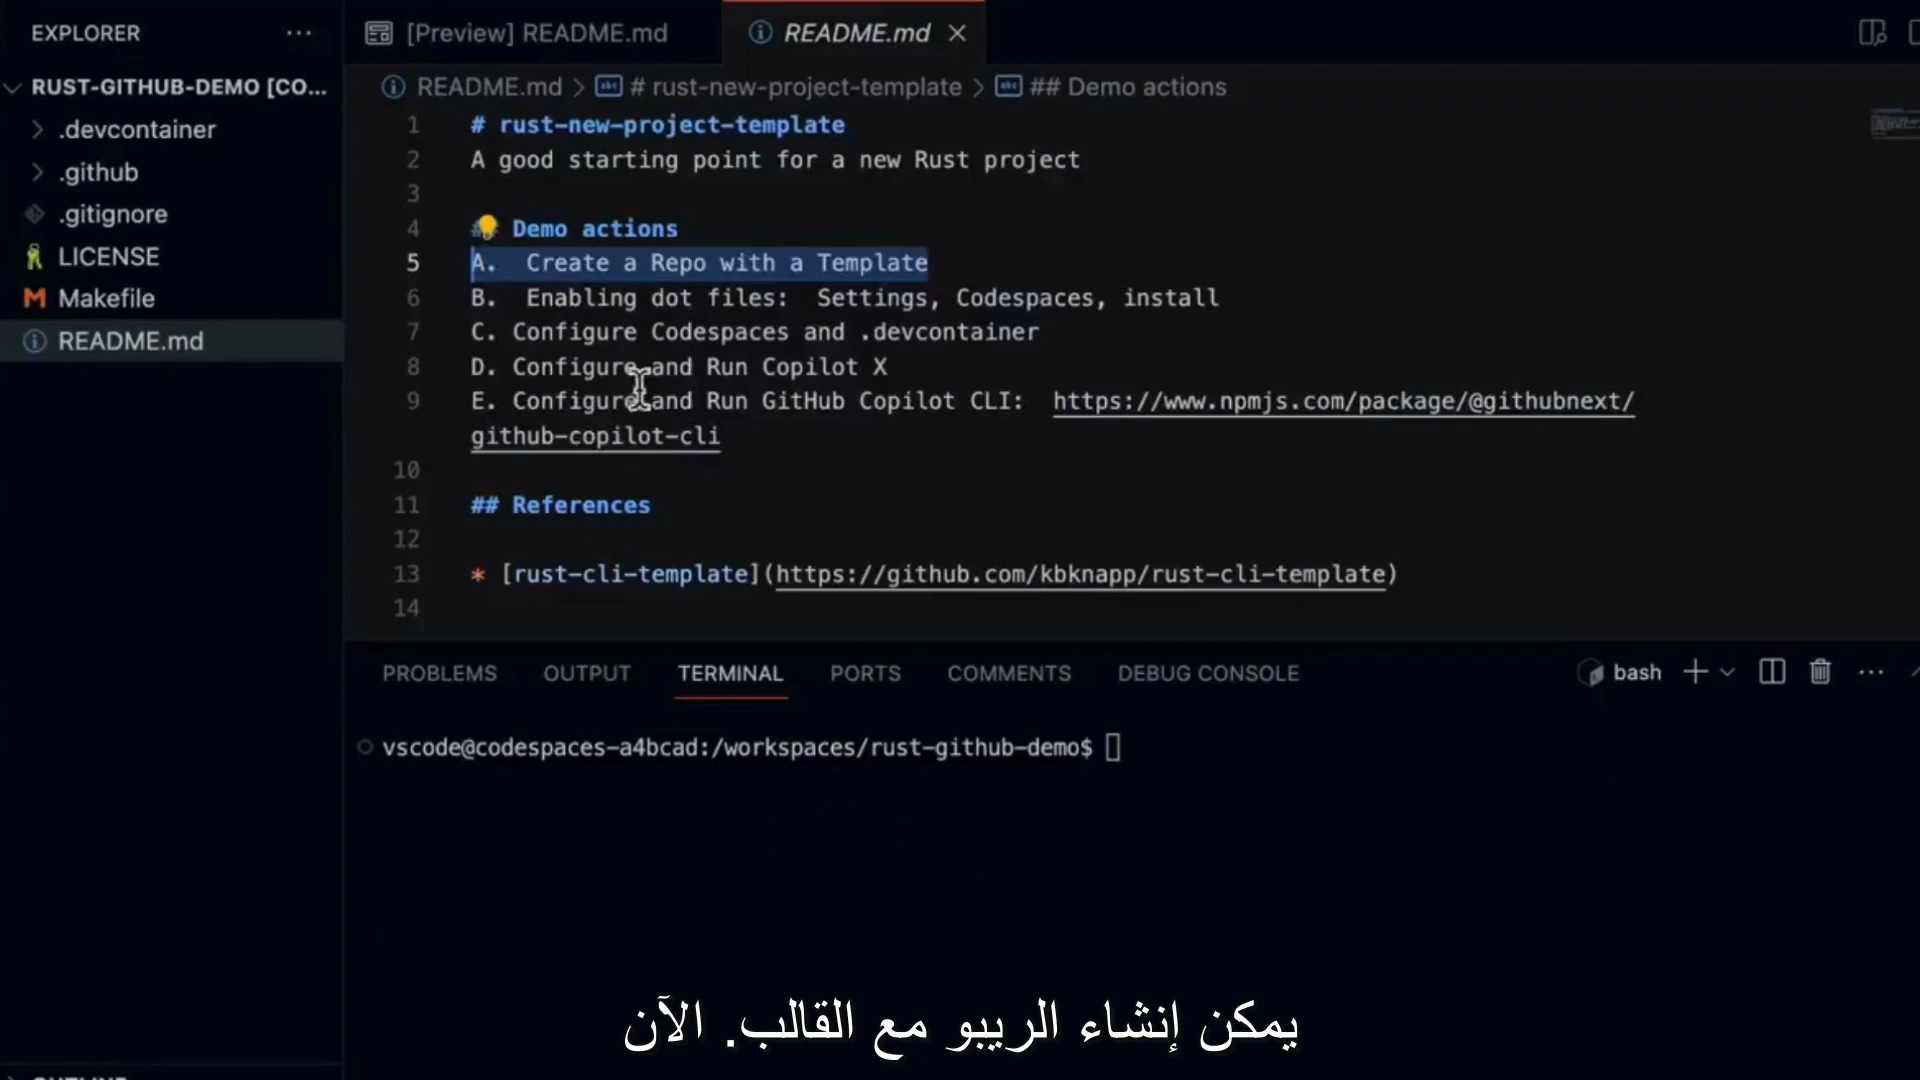 EXPLORER
[Preview] README.md
README.md
RUST-GITHUB-DEMO [CO...
README.md > # rust-new-project-template > ## Demo actions
.devcontainer
.github
.gitignore
LICENSE
Makefile
README.md
1 # rust-new-project-template
2 A good starting point for a new Rust project
3
4 Demo actions
5 A. Create a Repo with a Template
6 B. Enabling dot files: Settings, Codespaces, install
7 C. Configure Codespaces and .devcontainer
8 D. Configure and Run Copilot X
9 E. Configure and Run GitHub Copilot CLI: https://www.npmjs.com/package/@githubnext/
github-copilot-cli
10
11 ## References
12
13 * [rust-cli-template](https://github.com/kbknapp/rust-cli-template)
14
PROBLEMS OUTPUT TERMINAL PORTS COMMENTS DEBUG CONSOLE bash
vscode@codespaces-a4bcad:/workspaces/rust-github-demo$
يمكن إنشاء الريبو مع القالب. الآن